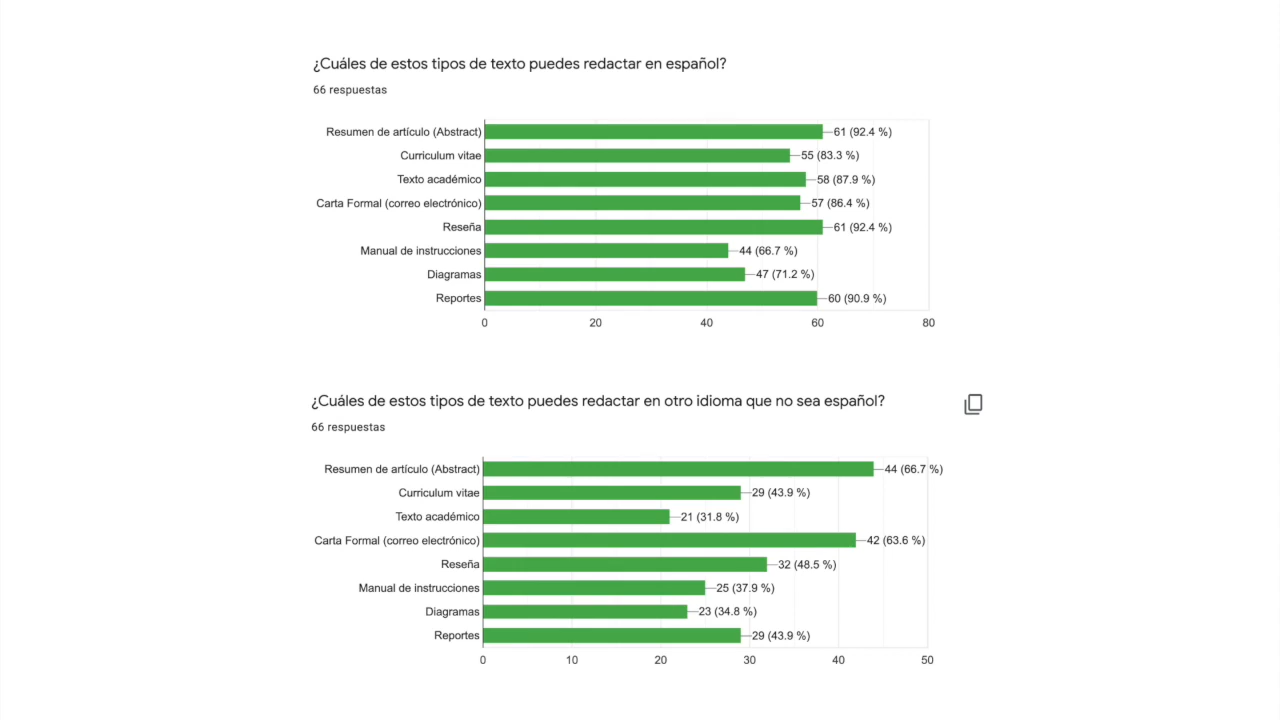 ¿Cuáles de estos tipos de texto puedes redactar en español?
66 respuestas
Resumen de artículo (Abstract) 61 (92.4 %)
Curriculum vitae 55 (83.3 %)
Texto académico 58 (87.9 %)
Carta Formal (correo electrónico) 57 (86.4 %)
Reseña 61 (92.4 %)
Manual de instrucciones 44 (66.7 %)
Diagramas 47 (71.2 %)
Reportes 60 (90.9 %)
0 20 40 60 80
¿Cuáles de estos tipos de texto puedes redactar en otro idioma que no sea español?
66 respuestas
Resumen de artículo (Abstract) 44 (66.7 %)
Curriculum vitae 29 (43.9 %)
Texto académico 21 (31.8 %)
Carta Formal (correo electrónico) 42 (63.6 %)
Reseña 32 (48.5 %)
Manual de instrucciones 25 (37.9 %)
Diagramas 23 (34.8 %)
Reportes 29 (43.9 %)
0 10 20 30 40 50